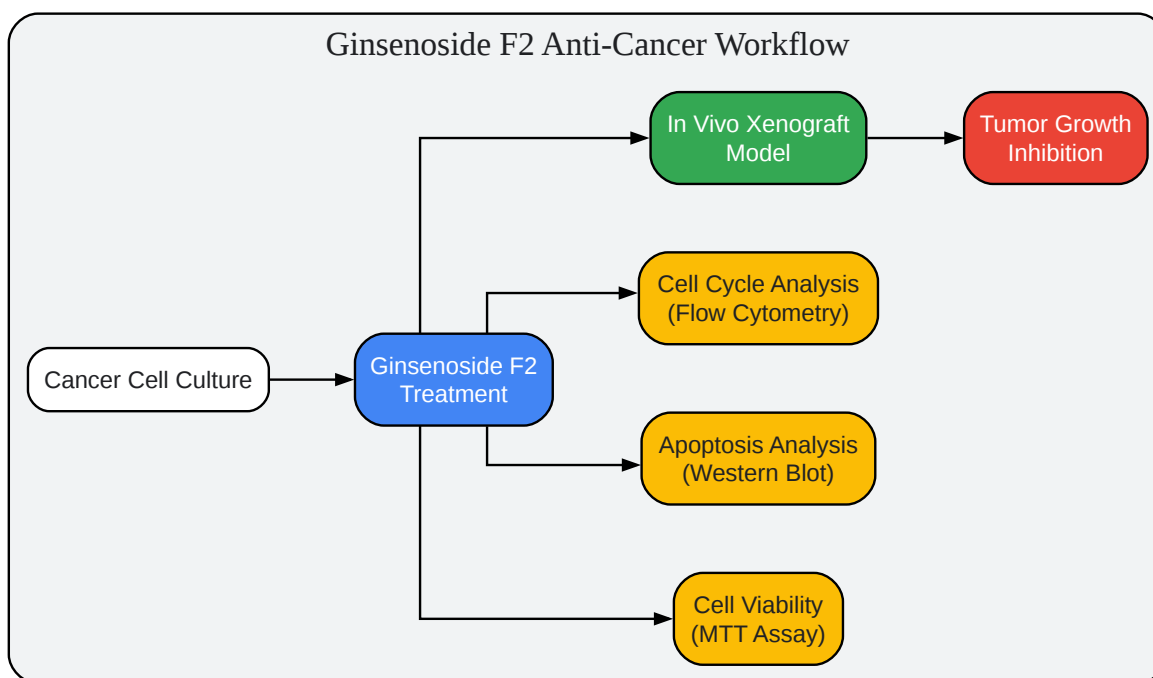 Ginsenoside F2 Anti-Cancer Workflow
In Vivo Xenograft
Model
Tumor Growth
Inhibition
Cell Cycle Analysis
(Flow Cytometry)
Cancer Cell Culture
Ginsenoside F2
Treatment
Apoptosis Analysis
(Western Blot)
Cell Viability
(MTT Assay)